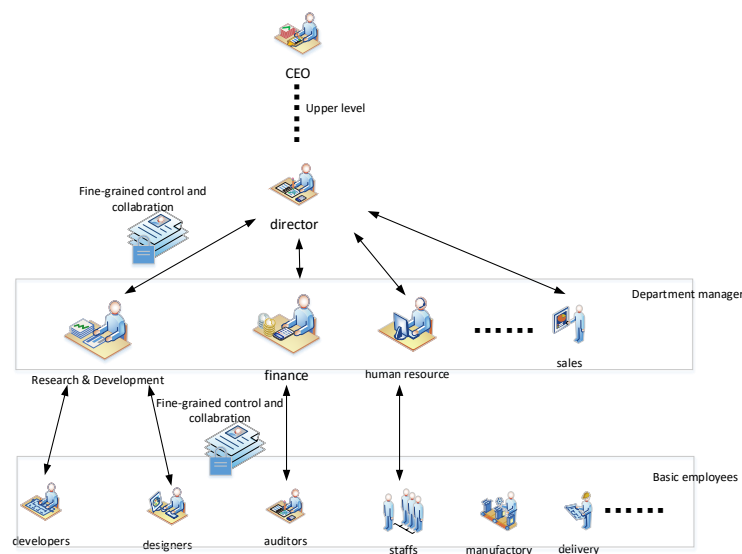 CEO
Upper level
Fine-grained control and
collabration
director
Department manager
Research & Development
finance
human resource
sales
Fine-grained control and
collabration
Basic employees
developers
designers
auditors
staffs
manufactory
delivery